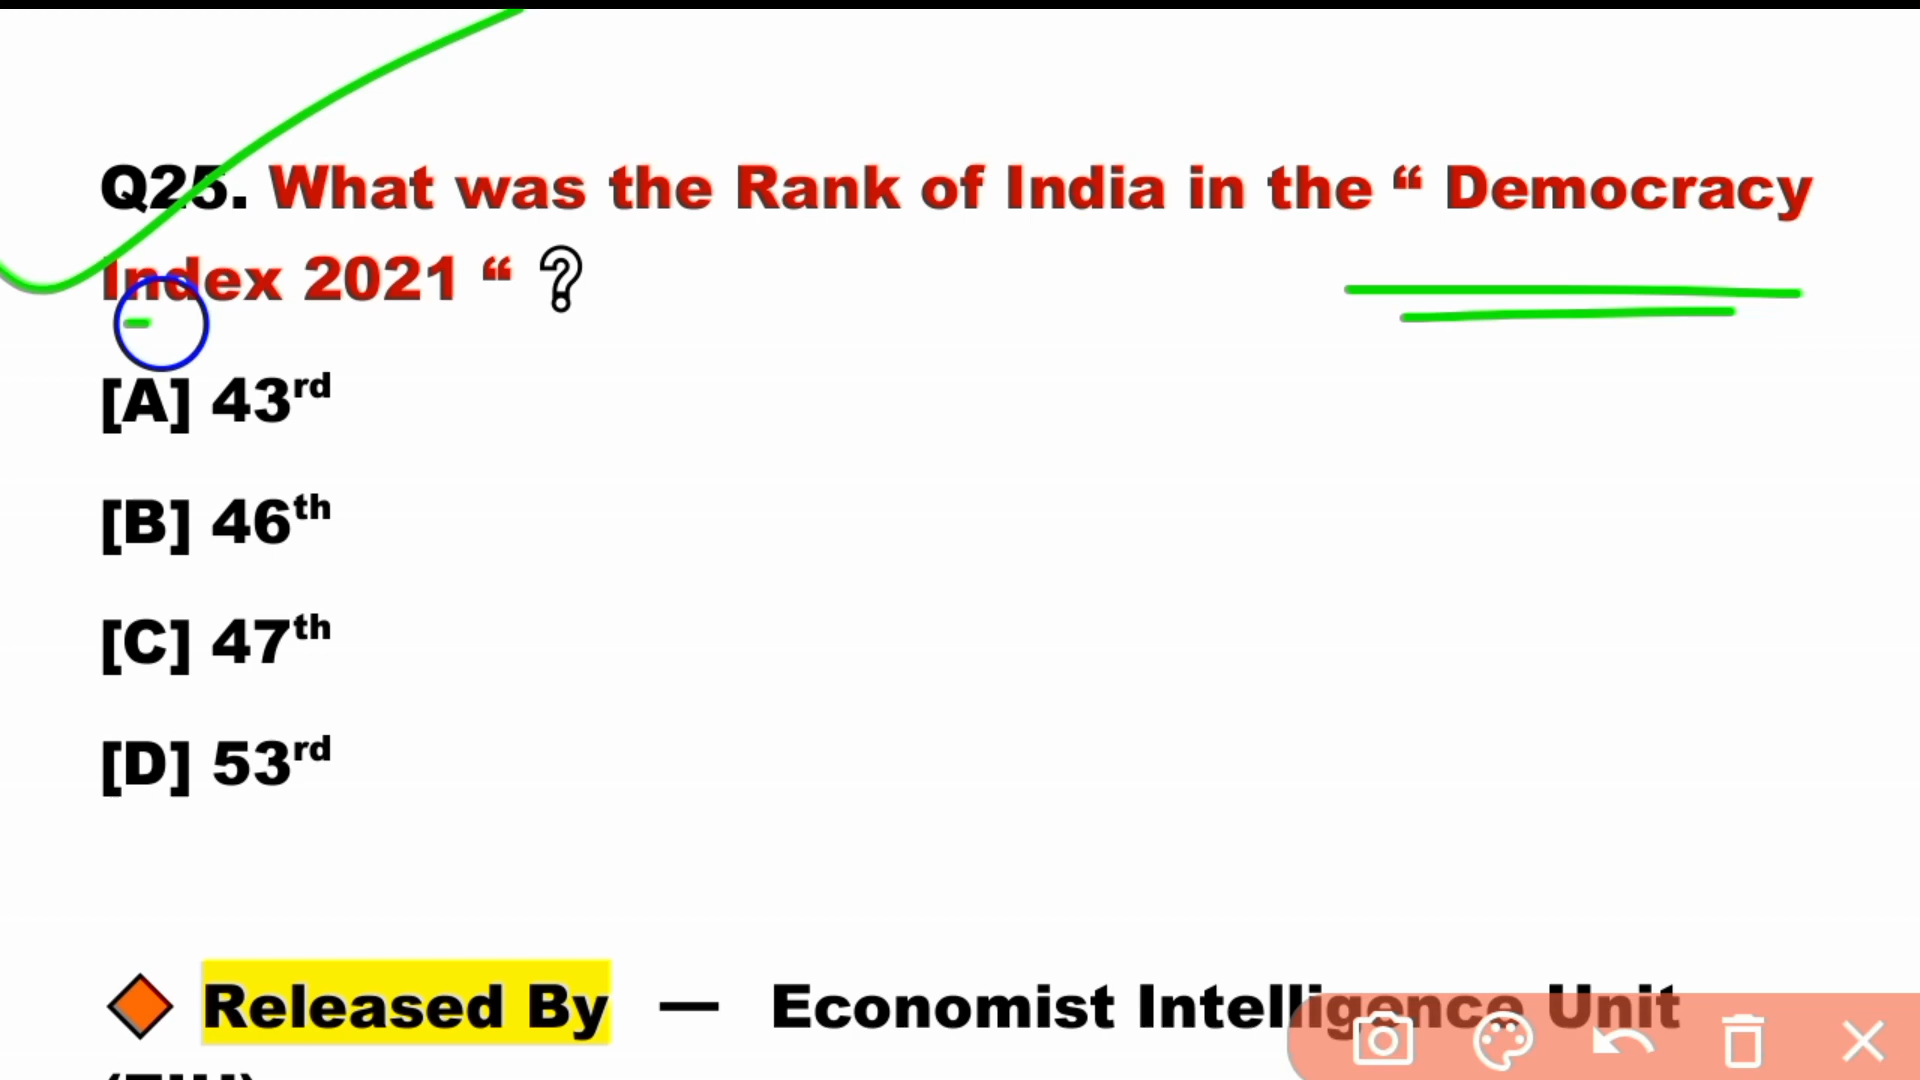 Q25. What was the Rank of India in the “ Democracy
Index 2021 “ ?
[A] 43rd
[B] 46th
[C] 47th
[D] 53rd
Released By — Economist Intelligence Unit